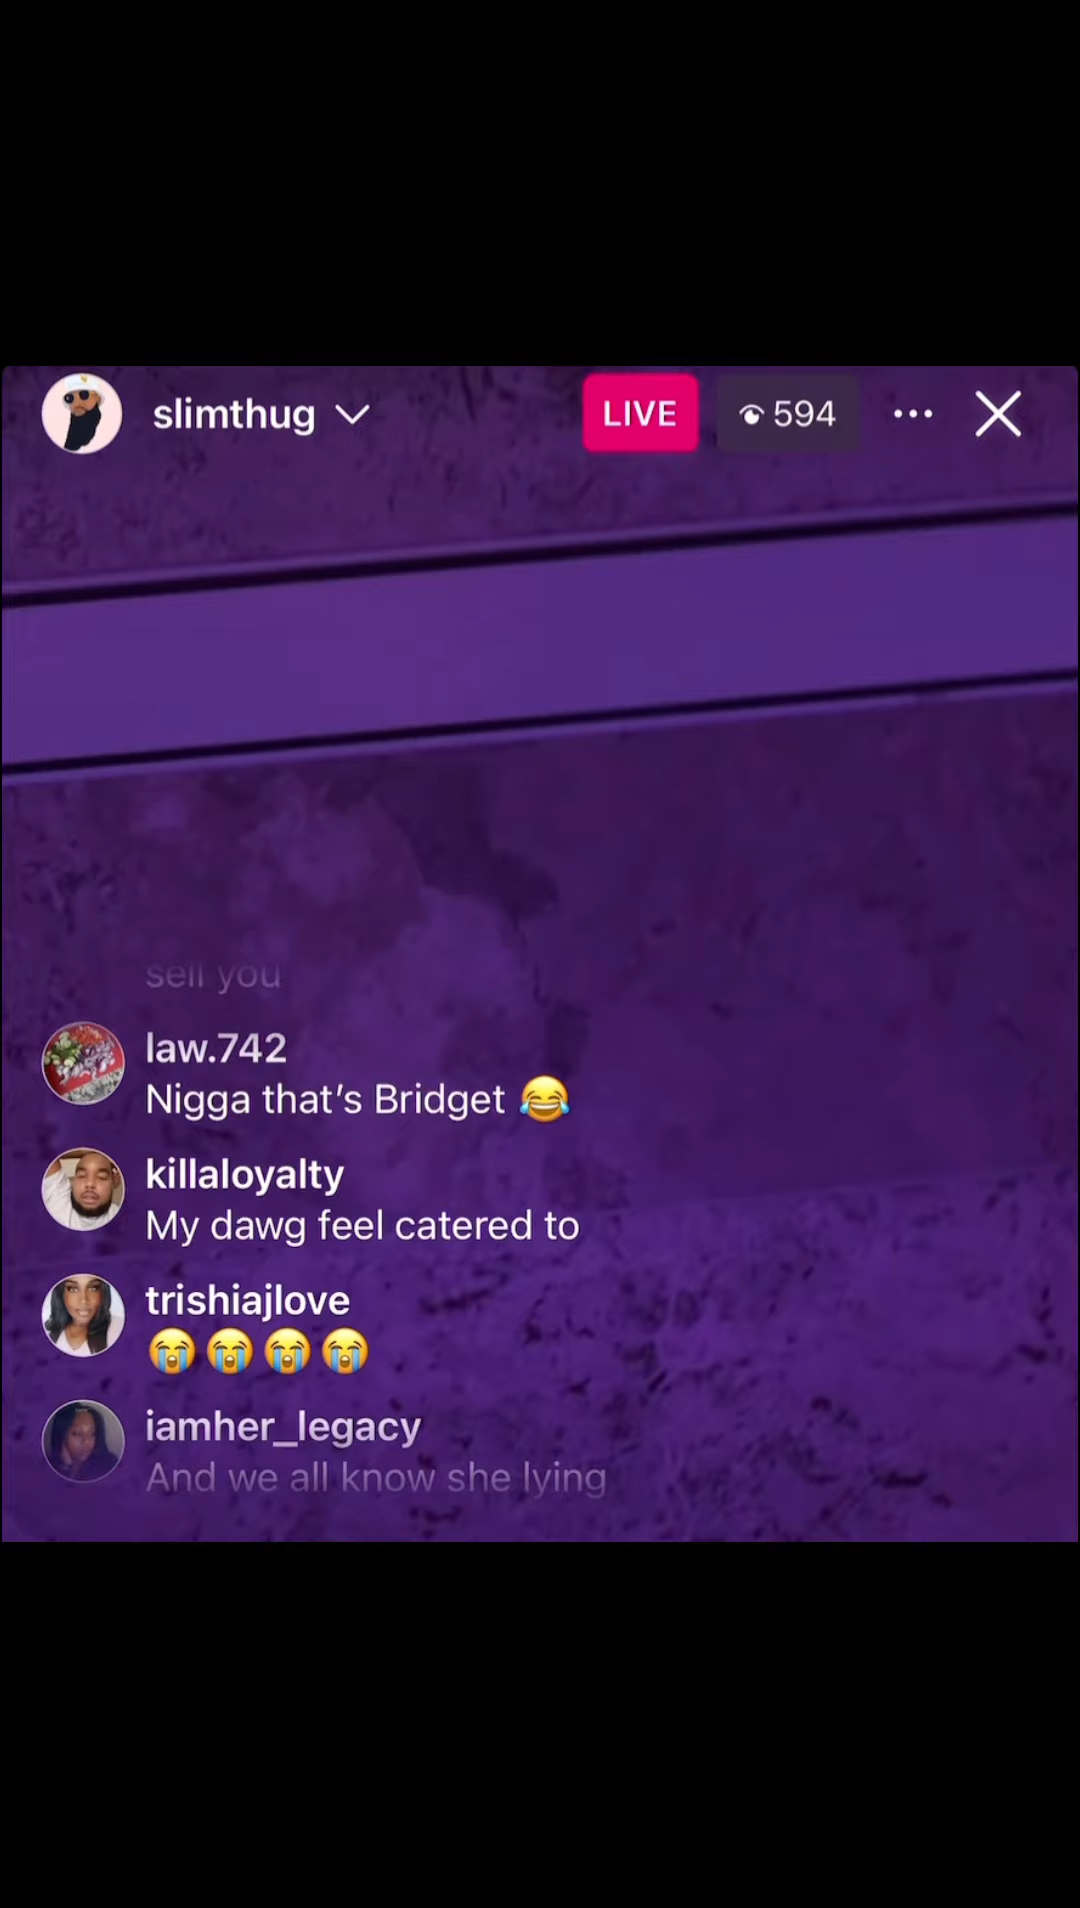 slimthug
LIVE
594
sell you
law.742
Nigga that's Bridget 😂
killaloyalty
My dawg feel catered to
trishiajlove
😭😭😭😭
iamher_legacy
And we all know she lying